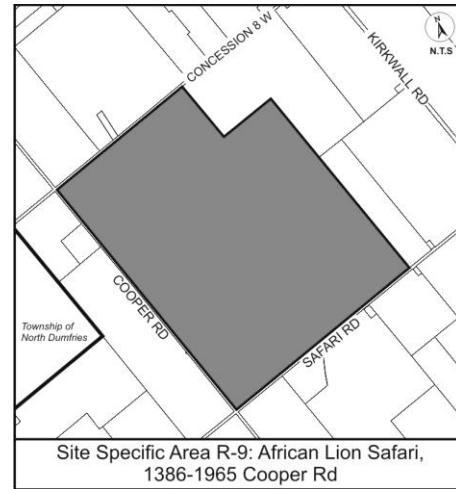 CONCESSION 8 W
KIRKWALL RD
N
N.T.S
COOPER RD
SAFARI RD
Township of
North Dumfries
Site Specific Area R-9: African Lion Safari,
1386-1965 Cooper Rd